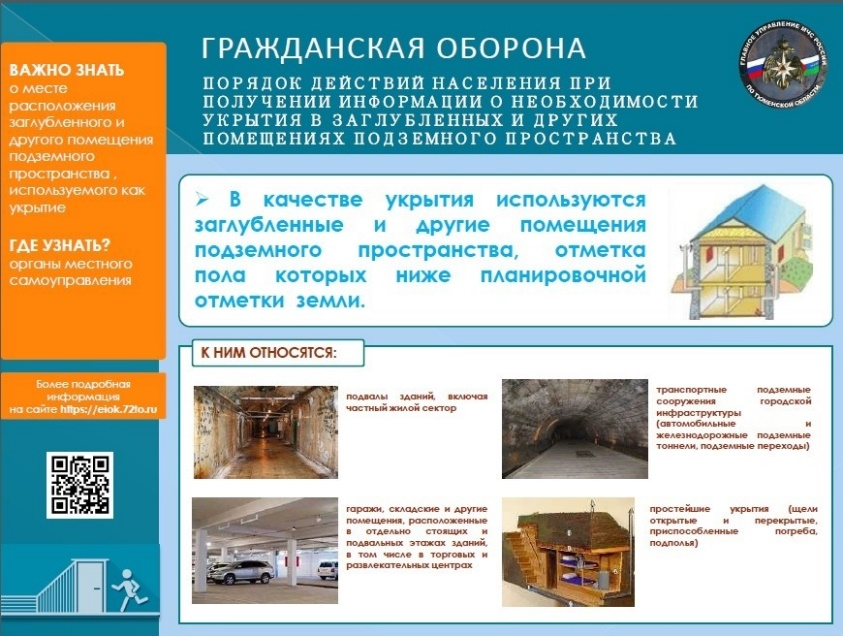 ГРАЖДАНСКАЯ ОБОРОНА
ПОРЯДОК ДЕЙСТВИЙ НАСЕЛЕНИЯ ПРИ
ПОЛУЧЕНИИ ИНФОРМАЦИИ О НЕОБХОДИМОСТИ
УКРЫТИЯ В ЗАГЛУБЛЕННЫХ И ДРУГИХ
ПОМЕЩЕНИЯХ ПОДЗЕМНОГО ПРОСТРАНСТВА
ГЛАВНОЕ УПРАВЛЕНИЕ МЧС РОССИИ
ПО ТЮМЕНСКОЙ ОБЛАСТИ
ВАЖНО ЗНАТЬ
о месте
расположения
заглубленного и
другого помещения
подземного
пространства ,
используемого как
укрытие
ГДЕ УЗНАТЬ?
органы местного
самоуправления
Более подробная
информация
на сайте https://eiok.72to.ru
В качестве укрытия используются
заглубленные и другие помещения
подземного пространства, отметка
пола которых ниже планировочной
отметки земли.
К НИМ ОТНОСЯТСЯ:
подвалы зданий, включая
частный жилой сектор
транспортные подземные
сооружения городской
инфраструктуры
(автомобильные и
железнодорожные подземные
тоннели, подземные переходы)
гаражи, складские и другие
помещения, расположенные
в отдельно стоящих и
подвальных этажах зданий,
в том числе в торговых и
развлекательных центрах
простейшие укрытия (щели
открытые и перекрытые,
приспособленные погреба,
подполья)